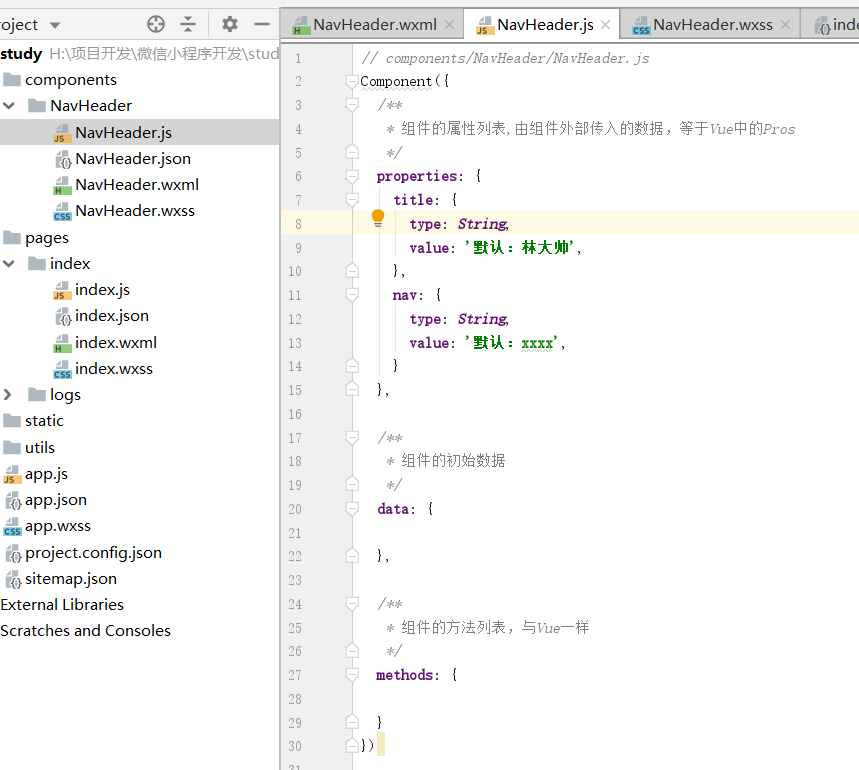 roject
study H:\项目开发\微信小程序开发\stud
components
NavHeader
NavHeader.js
NavHeader.json
NavHeader.wxml
NavHeader.wxss
pages
index
index.js
index.json
index.wxml
index.wxss
logs
static
utils
app.js
app.json
app.wxss
project.config.json
sitemap.json
External Libraries
Scratches and Consoles
NavHeader.wxml
NavHeader.js
NavHeader.wxss
inde
1 // components/NavHeader/NavHeader.js
2 Component({
3 /**
4 * 组件的属性列表,由组件外部传入的数据，等于Vue中的Pros
5 */
6 properties: {
7 title: {
8 type: String,
9 value: '默认：林大帅',
10 },
11 nav: {
12 type: String,
13 value: '默认：xxxx',
14 }
15 },
16
17 /**
18 * 组件的初始数据
19 */
20 data: {
21
22 },
23
24 /**
25 * 组件的方法列表，与Vue一样
26 */
27 methods: {
28
29 }
30 })
31